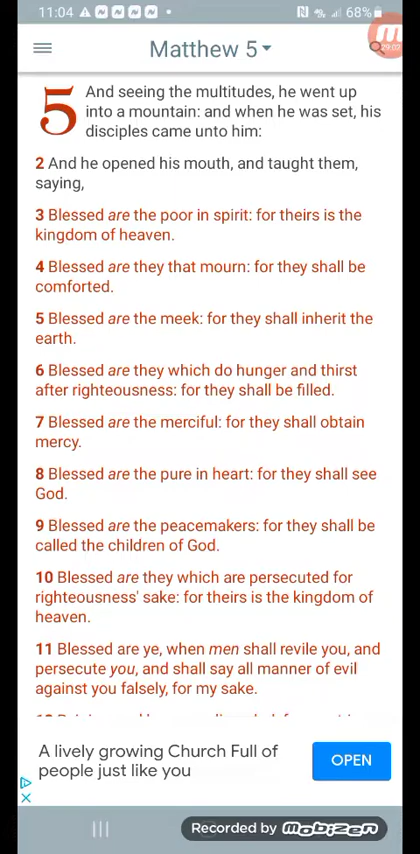 11:04
68%
29:03
Matthew 5
5 And seeing the multitudes, he went up
into a mountain: and when he was set, his
disciples came unto him:
2 And he opened his mouth, and taught them,
saying,
3 Blessed are the poor in spirit: for theirs is the
kingdom of heaven.
4 Blessed are they that mourn: for they shall be
comforted.
5 Blessed are the meek: for they shall inherit the
earth.
6 Blessed are they which do hunger and thirst
after righteousness: for they shall be filled.
7 Blessed are the merciful: for they shall obtain
mercy.
8 Blessed are the pure in heart: for they shall see
God.
9 Blessed are the peacemakers: for they shall be
called the children of God.
10 Blessed are they which are persecuted for
righteousness' sake: for theirs is the kingdom of
heaven.
11 Blessed are ye, when men shall revile you, and
persecute you, and shall say all manner of evil
against you falsely, for my sake.
A lively growing Church Full of
people just like you
OPEN
Recorded by mobizen